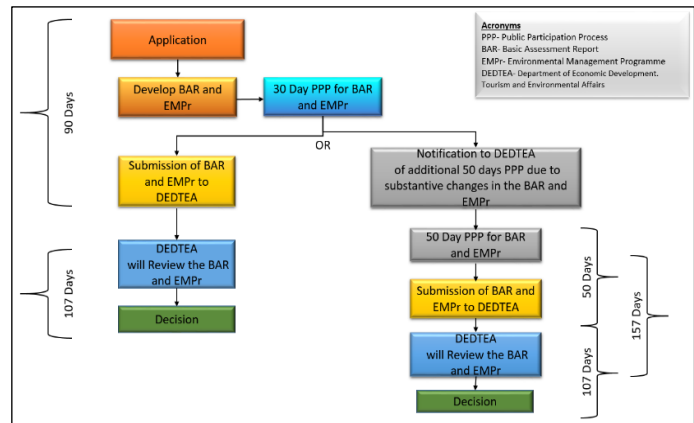 Acronyms
PPP- Public Participation Process
BAR- Basic Assessment Report
EMPr- Environmental Management Programme
DEDTEA- Department of Economic Development.
Tourism and Environmental Affairs
Application
Develop BAR and
EMPr
30 Day PPP for BAR
and EMPr
90 Days
OR
Submission of BAR
and EMPr to
DEDTEA
Notification to DEDTEA
of additional 50 days PPP due to
substantive changes in the BAR and
EMPr
DEDTEA
will Review the BAR
and EMPr
107 Days
Decision
50 Day PPP for BAR
and EMPr
50 Days
Submission of BAR and
EMPr to DEDTEA
157 Days
DEDTEA
will Review the BAR
and EMPr
107 Days
Decision